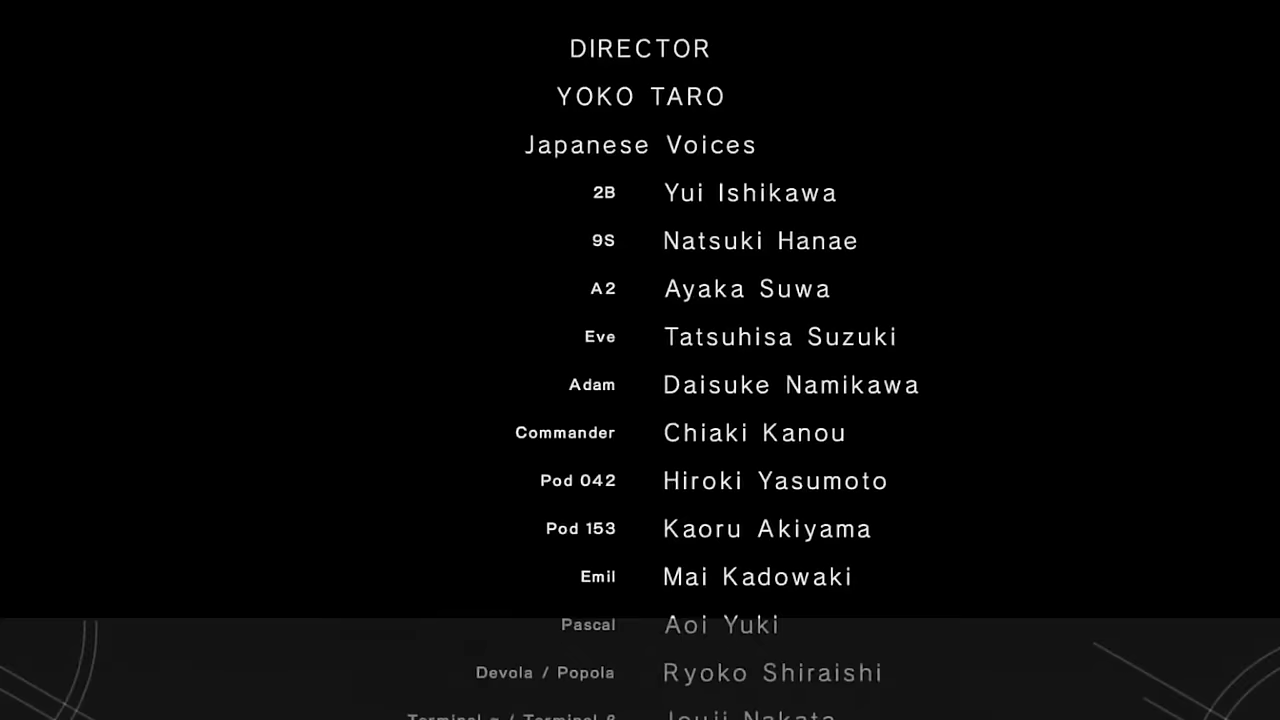 DIRECTOR
YOKO TARO
Japanese Voices
2B Yui Ishikawa
9S Natsuki Hanae
A2 Ayaka Suwa
Eve Tatsuhisa Suzuki
Adam Daisuke Namikawa
Commander Chiaki Kanou
Pod 042 Hiroki Yasumoto
Pod 153 Kaoru Akiyama
Emil Mai Kadowaki
Pascal Aoi Yuki
Devola / Popola Ryoko Shiraishi